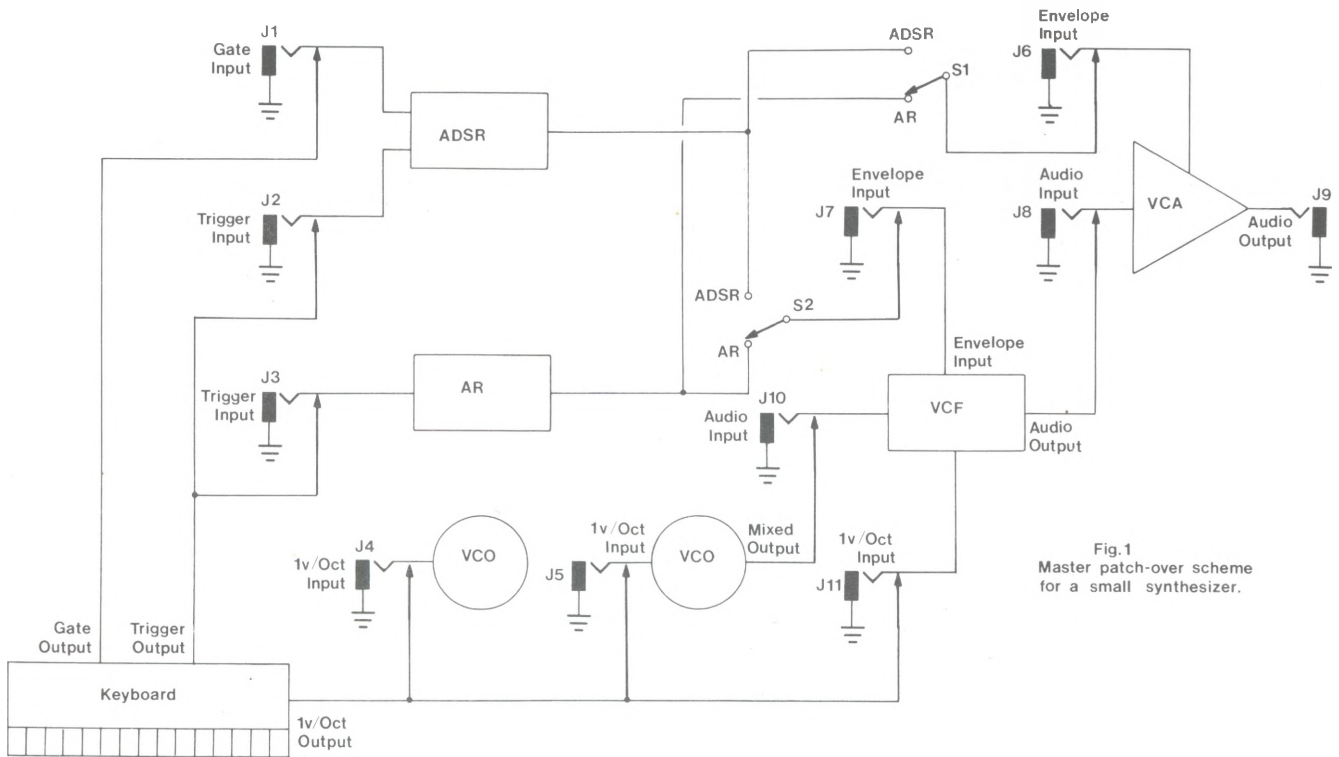 J1
Gate
Input
J2
Trigger
Input
J3
Trigger
Input
ADSR
AR
ADSR
AR
S1
ADSR
AR
S2
Envelope
Input
J6
Envelope
Input
J7
Audio
Input
J8
VCA
J9
Audio
Output
Envelope
Input
VCF
Audio
Output
J10
Audio
Input
J4
1v/Oct
Input
VCO
1v/Oct
Input
J5
VCO
Mixed
Output
1v/Oct
Input
J11
Fig.1
Master patch-over scheme
for a small synthesizer.
Gate
Output
Trigger
Output
Keyboard
1v/Oct
Output